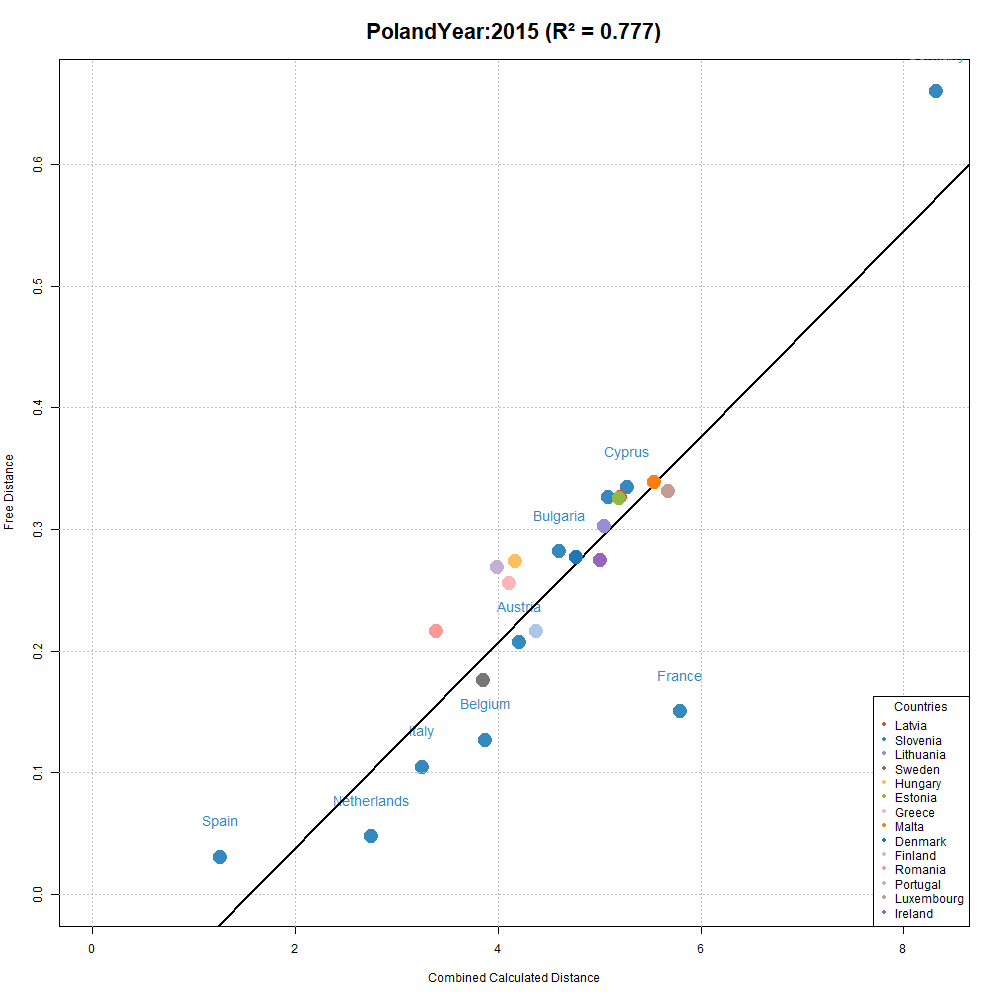 PolandYear:2015 (R² = 0.777)
0.6
0.5
0.4
0.3
0.2
0.1
0.0
Free Distance
Cyprus
Bulgaria
Austria
France
Belgium
Italy
Netherlands
Spain
Countries
Latvia
Slovenia
Lithuania
Sweden
Hungary
Estonia
Greece
Malta
Denmark
Finland
Romania
Portugal
Luxembourg
Ireland
0 2 4 6 8
Combined Calculated Distance